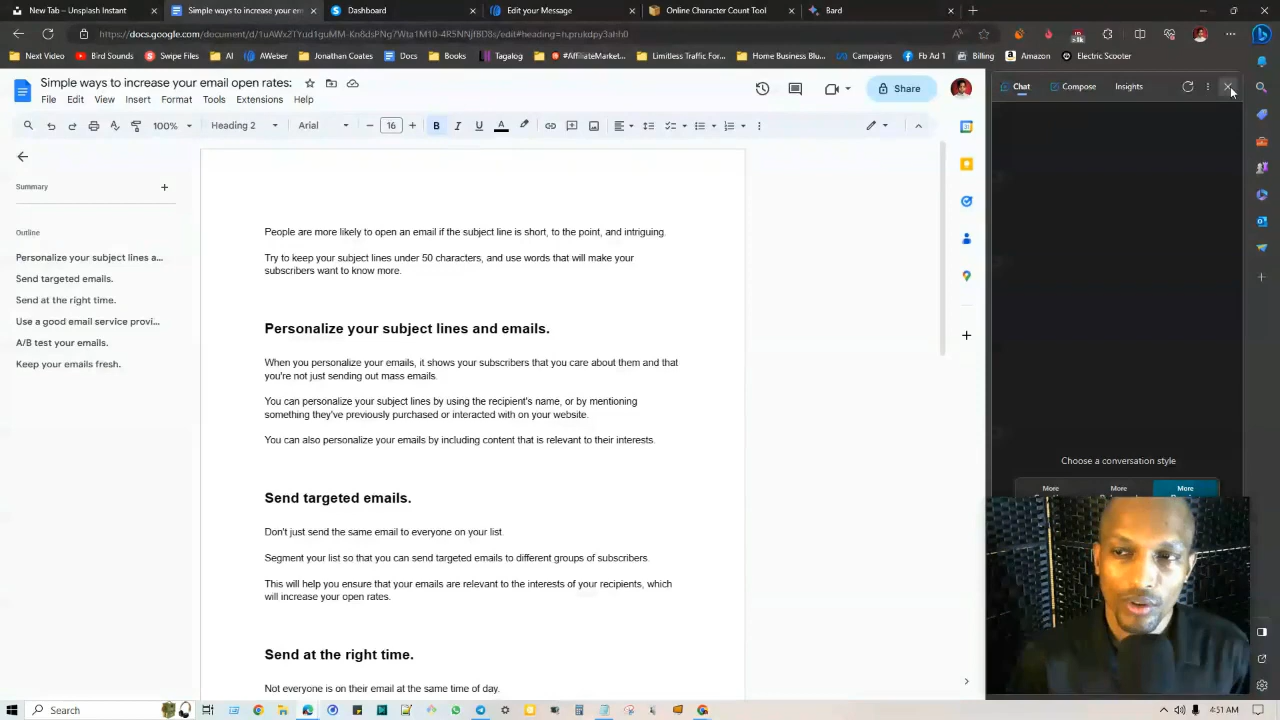 New Tab – Unsplash Instant
Simple ways to increase your em
Dashboard
Edit your Message
Online Character Count Tool
Bard
https://docs.google.com/document/d/1uAWx2TYud1guMM-Kn8dsPNg7Wta1M10-4R5NNjfBD8s/edit#heading=h.
Next Video
Bird Sounds
Swipe Files
AI
AWeber
Jonathan Coates
Docs
Books
Tagalog
#AffiliateMarket...
Limitless Traffic For...
Home Business Blu...
Campaigns
Fb Ad 1
Billing
Amazon
Electric Scooter
Simple ways to increase your email open rates:
File Edit View Insert Format Tools Extensions Help
Share
100%
Heading 2
Arial
16
Summary
Outline
Personalize your subject lines a...
Send targeted emails.
Send at the right time.
Use a good email service provi...
A/B test your emails.
Keep your emails fresh.
People are more likely to open an email if the subject line is short, to the point, and intriguing.
Try to keep your subject lines under 50 characters, and use words that will make your
subscribers want to know more.
Personalize your subject lines and emails.
When you personalize your emails, it shows your subscribers that you care about them and that
you're not just sending out mass emails.
You can personalize your subject lines by using the recipient's name, or by mentioning
something they've previously purchased or interacted with on your website.
You can also personalize your emails by including content that is relevant to their interests.
Send targeted emails.
Don't just send the same email to everyone on your list.
Segment your list so that you can send targeted emails to different groups of subscribers.
This will help you ensure that your emails are relevant to the interests of your recipients, which
will increase your open rates.
Send at the right time.
Not everyone is on their email at the same time of day.
Chat
Compose
Insights
Choose a conversation style
More
More
More
Search
4:51 AM